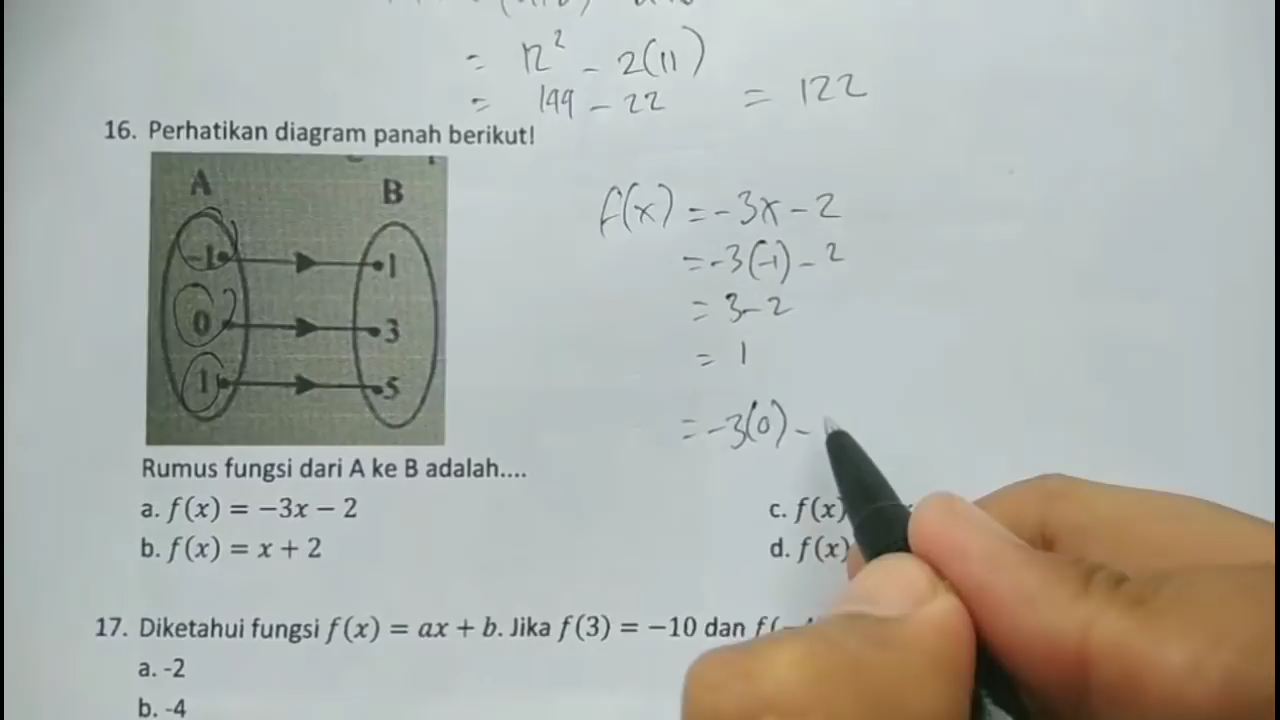 = 12² - 2(11)
= 144 - 22 = 122
16. Perhatikan diagram panah berikut!
A B
-1 1
0 3
1 5
f(x) = -3x - 2
= -3(-1) - 2
= 3 - 2
= 1
= -3(0) -
Rumus fungsi dari A ke B adalah....
a. f(x) = −3x − 2
b. f(x) = x + 2
c. f(x)
d. f(x)
17. Diketahui fungsi f(x) = ax + b. Jika f(3) = −10 dan
a. -2
b. -4